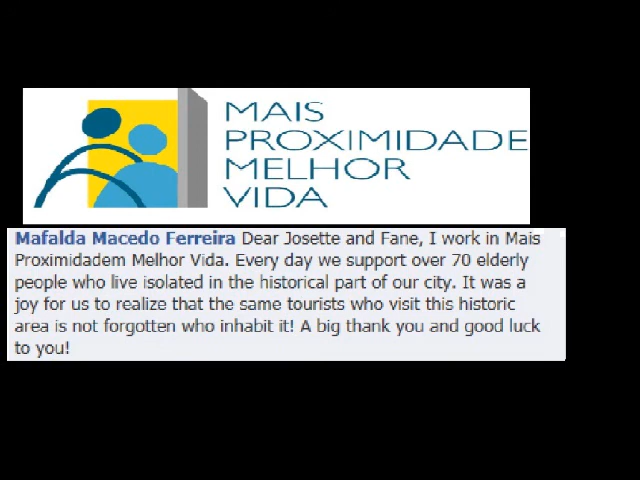 MAIS
PROXIMIDADE
MELHOR
VIDA
Mafalda Macedo Ferreira Dear Josette and Fane, I work in Mais
Proximidadem Melhor Vida. Every day we support over 70 elderly
people who live isolated in the historical part of our city. It was a
joy for us to realize that the same tourists who visit this historic
area is not forgotten who inhabit it! A big thank you and good luck
to you!